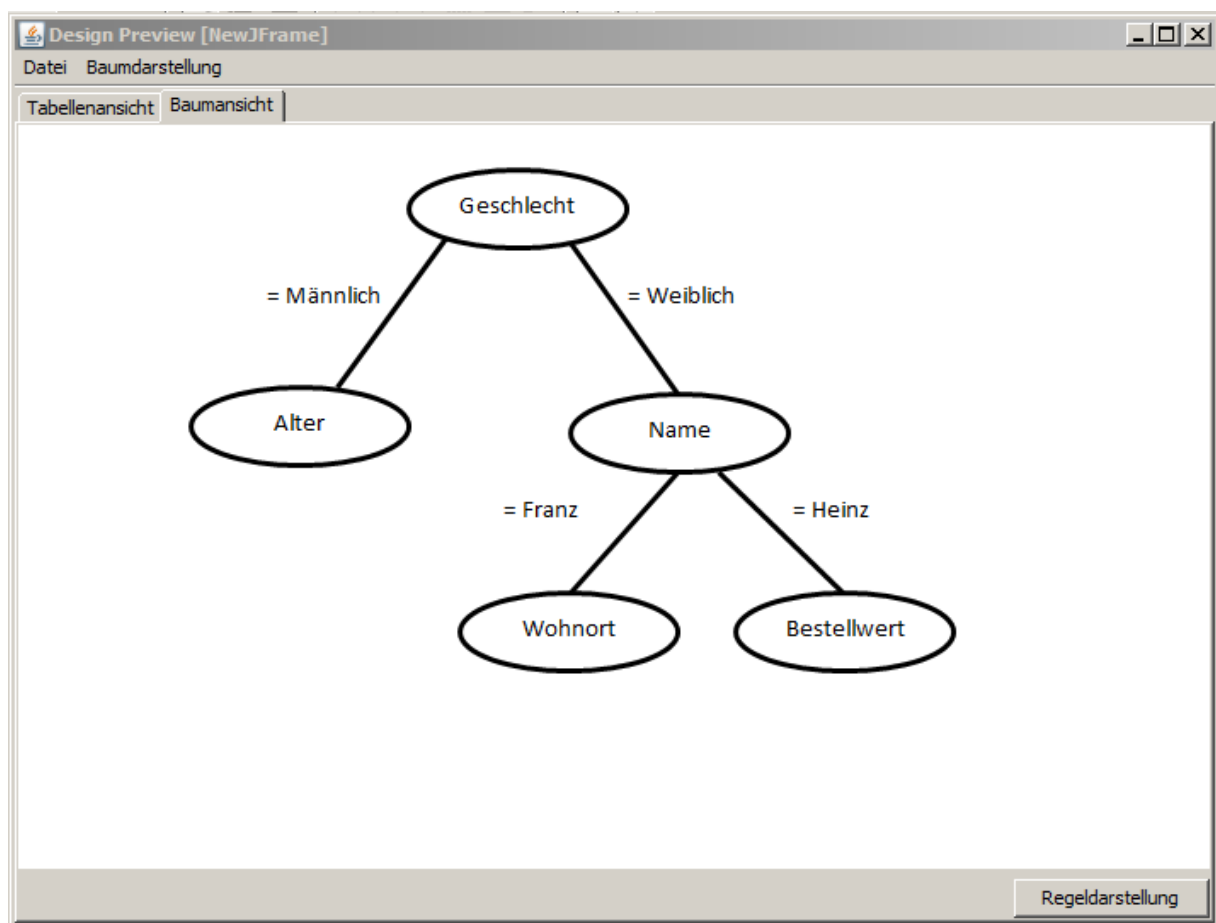 Design Preview [NewJFrame]
Datei Baumdarstellung
Tabellenansicht Baumansicht
Geschlecht
= Männlich = Weiblich
Alter Name
= Franz = Heinz
Wohnort Bestellwert
Regeldarstellung